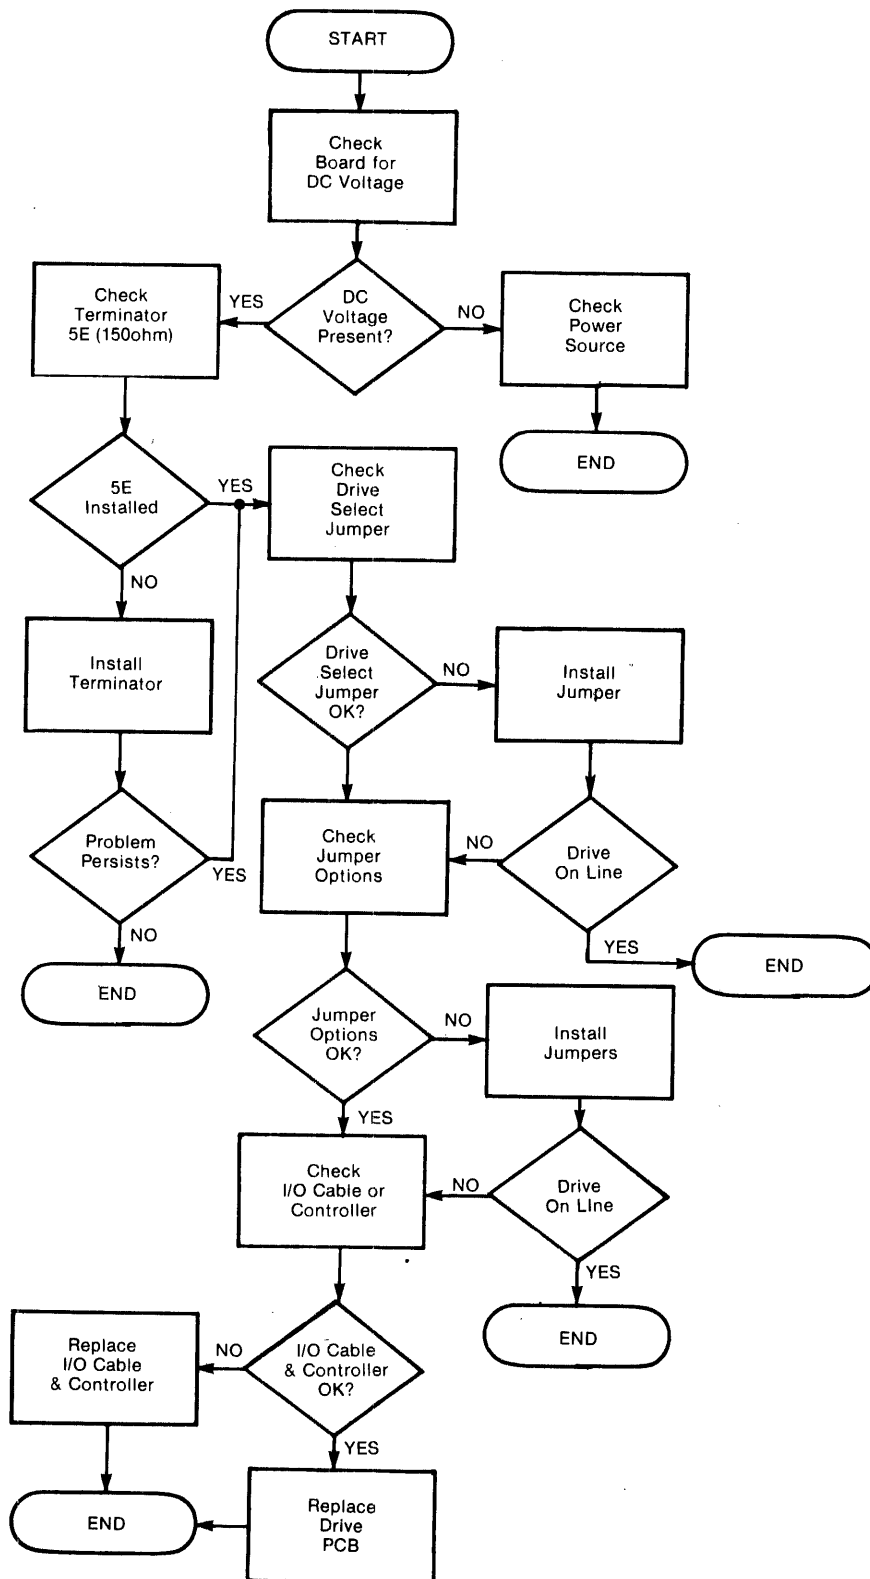 START
Check
Board for
DC Voltage
DC
Voltage
Present?
YES
NO
Check
Terminator
5E (150ohm)
Check
Power
Source
END
5E
Installed
YES
NO
Check
Drive
Select
Jumper
Install
Terminator
Drive
Select
Jumper
OK?
NO
Install
Jumper
Problem
Persists?
YES
NO
END
Check
Jumper
Options
NO
Drive
On Line
YES
END
Jumper
Options
OK?
NO
YES
Install
Jumpers
Check
I/O Cable or
Controller
NO
Drive
On LIne
YES
END
I/O Cable
& Controller
OK?
NO
YES
Replace
I/O Cable
& Controller
END
Replace
Drive
PCB